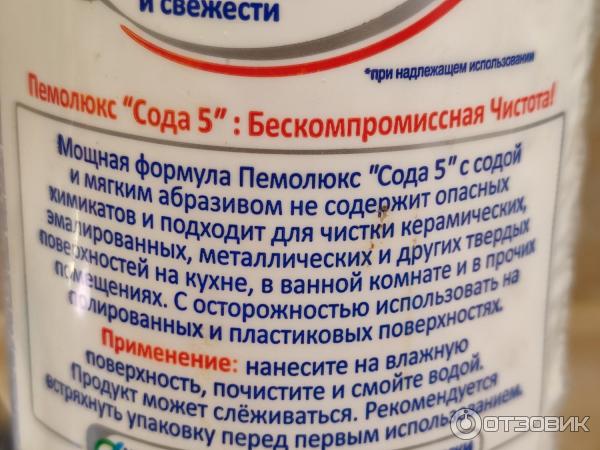 и свежести
*при надлежащем использовании
Пемолюкс "Сода 5" : Бескомпромиссная Чистота!
Мощная формула Пемолюкс "Сода 5" с содой
и мягким абразивом не содержит опасных
химикатов и подходит для чистки керамических,
эмалированных, металлических и других твердых
поверхностей на кухне, в ванной комнате и в прочих
помещениях. С осторожностью использовать на
полированных и пластиковых поверхностях.
Применение: нанесите на влажную
поверхность, почистите и смойте водой.
Продукт может слёживаться. Рекомендуется
встряхнуть упаковку перед первым использованием.
ОТЗОВИК